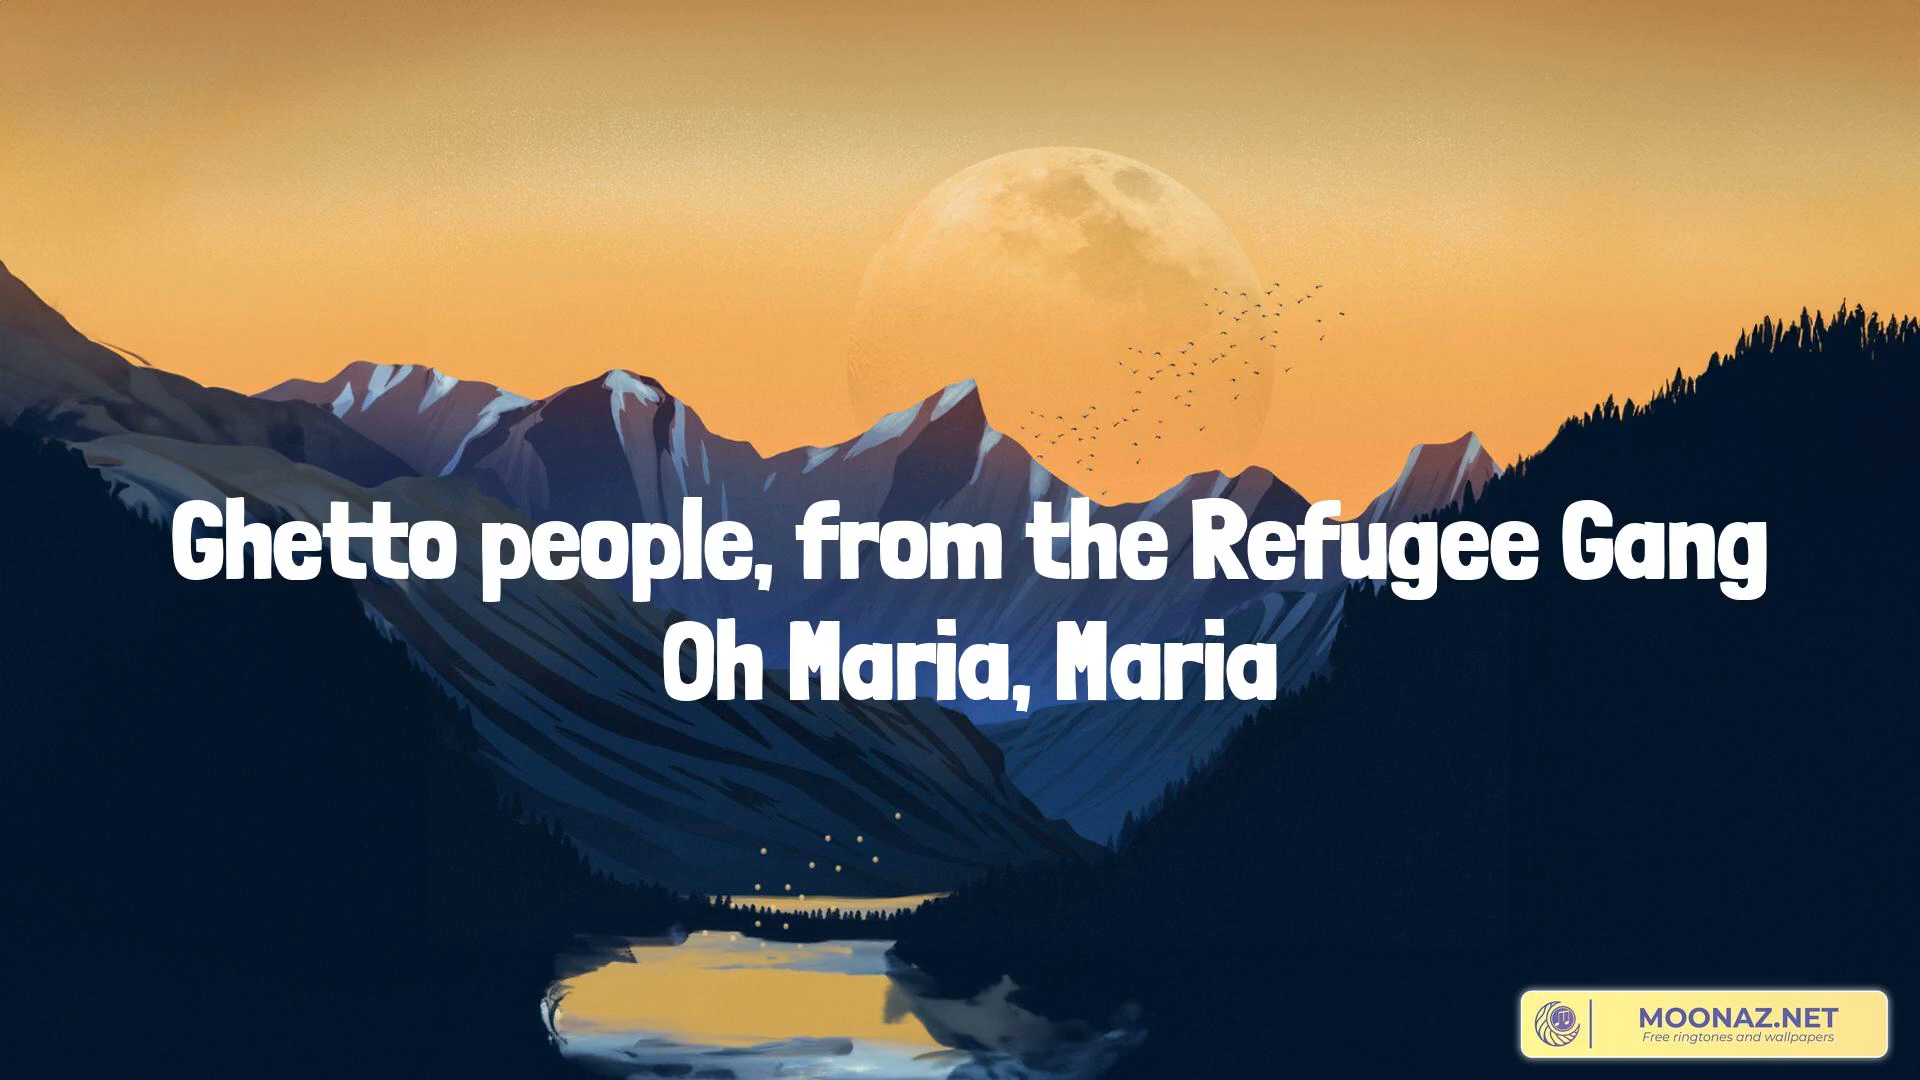 Ghetto people, from the Refugee Gang
Oh Maria, Maria
MOONAZ.NET
Free ringtones and wallpapers